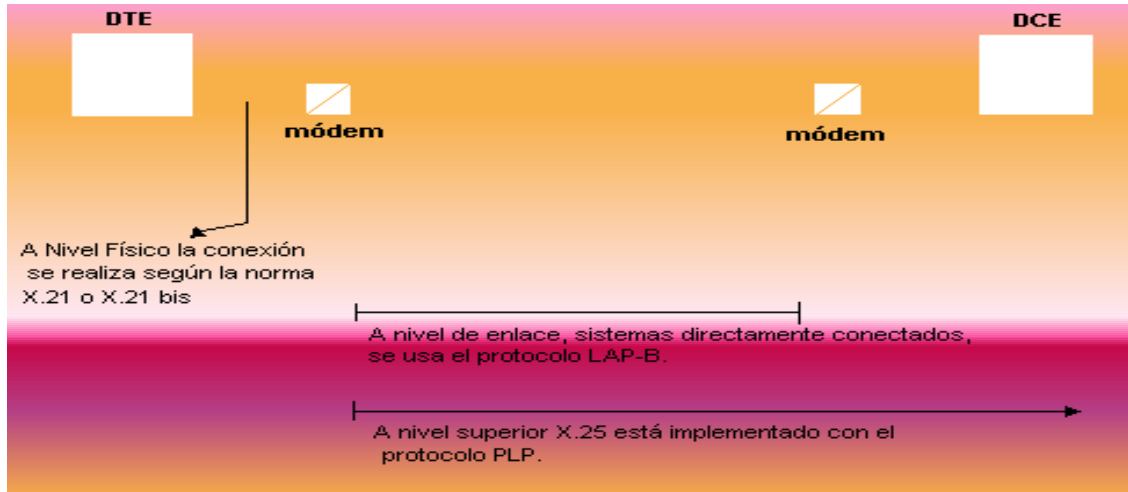 DTE
DCE
módem
módem
A Nivel Físico la conexión
se realiza según la norma
X.21 o X.21 bis
A nivel de enlace, sistemas directamente conectados,
se usa el protocolo LAP-B.
A nivel superior X.25 está implementado con el
protocolo PLP.